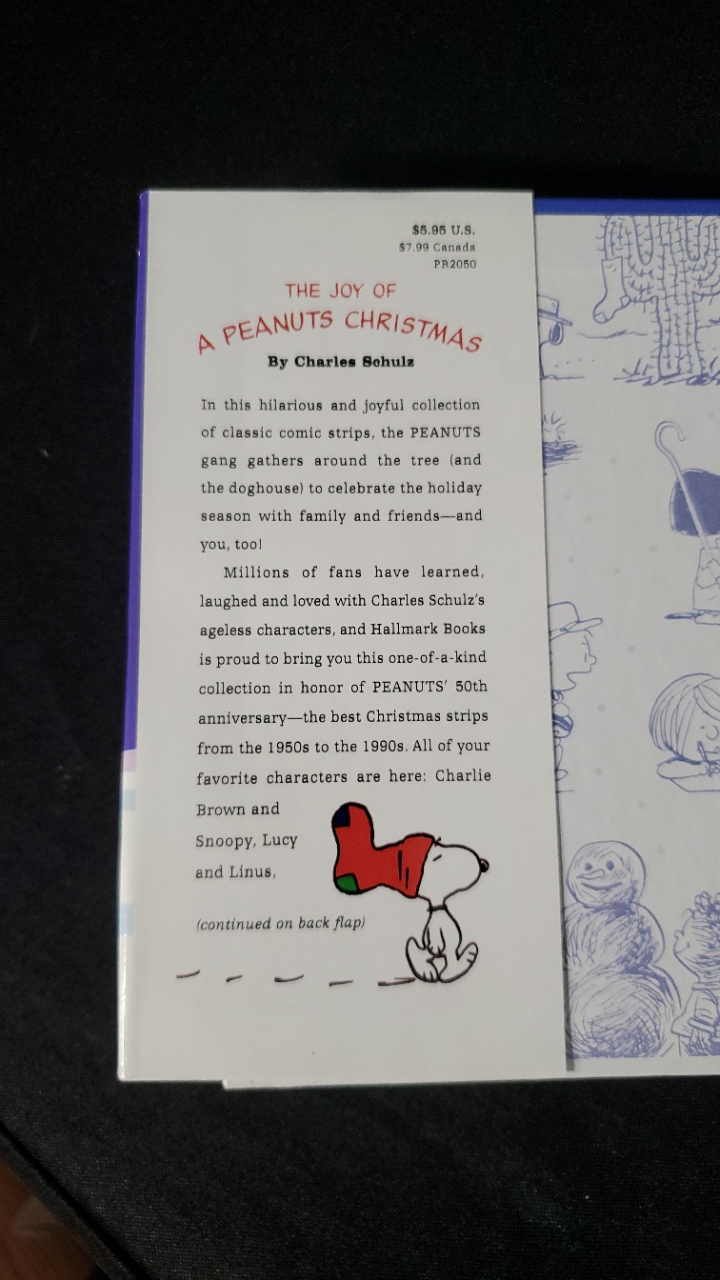 $5.95 U.S.
$7.99 Canada
PR2050
THE JOY OF
A PEANUTS CHRISTMAS
By Charles Schulz
In this hilarious and joyful collection
of classic comic strips, the PEANUTS
gang gathers around the tree (and
the doghouse) to celebrate the holiday
season with family and friends—and
you, too!
Millions of fans have learned,
laughed and loved with Charles Schulz's
ageless characters, and Hallmark Books
is proud to bring you this one-of-a-kind
collection in honor of PEANUTS' 50th
anniversary—the best Christmas strips
from the 1950s to the 1990s. All of your
favorite characters are here: Charlie
Brown and
Snoopy, Lucy
and Linus,
(continued on back flap)